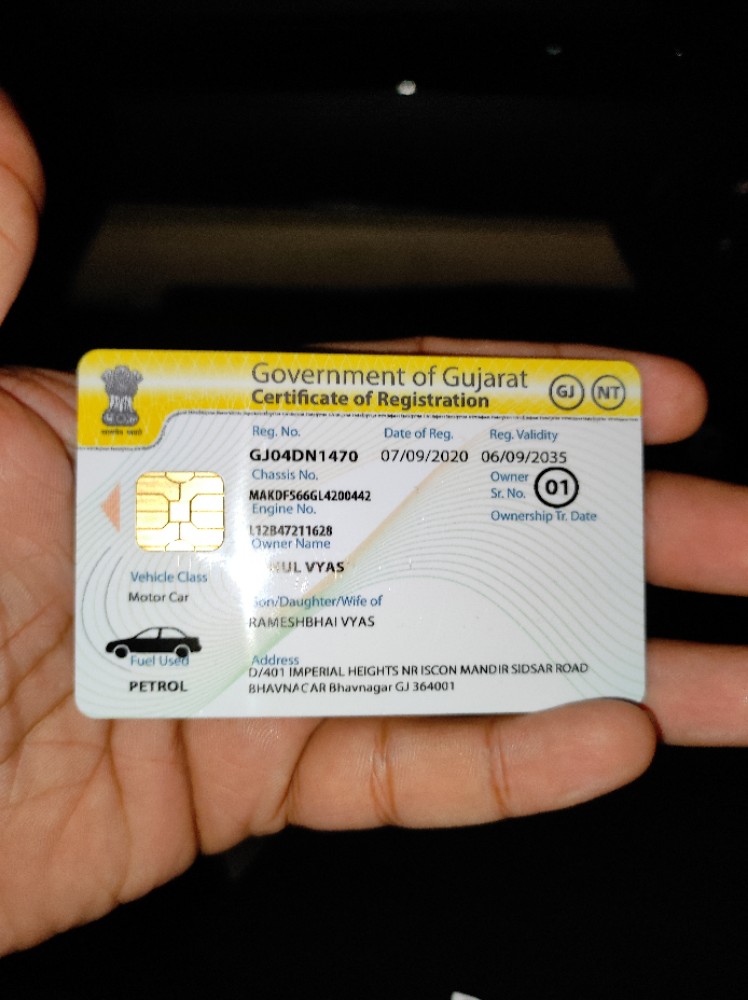 Government of Gujarat
Certificate of Registration
GJ NT
Reg. No. Date of Reg. Reg. Validity
GJ04DN1470 07/09/2020 06/09/2035
Chassis No. Owner
MAKDF566GL4200442 Sr. No. 01
Engine No. Ownership Tr. Date
L12B47211628
Owner Name
VYAS
Vehicle Class
Motor Car
Son/Daughter/Wife of
RAMESHBHAI VYAS
Fuel Used
PETROL
Address
D/401 IMPERIAL HEIGHTS NR ISCON MANDIR SIDSAR ROAD
BHAVNAGAR Bhavnagar GJ 364001